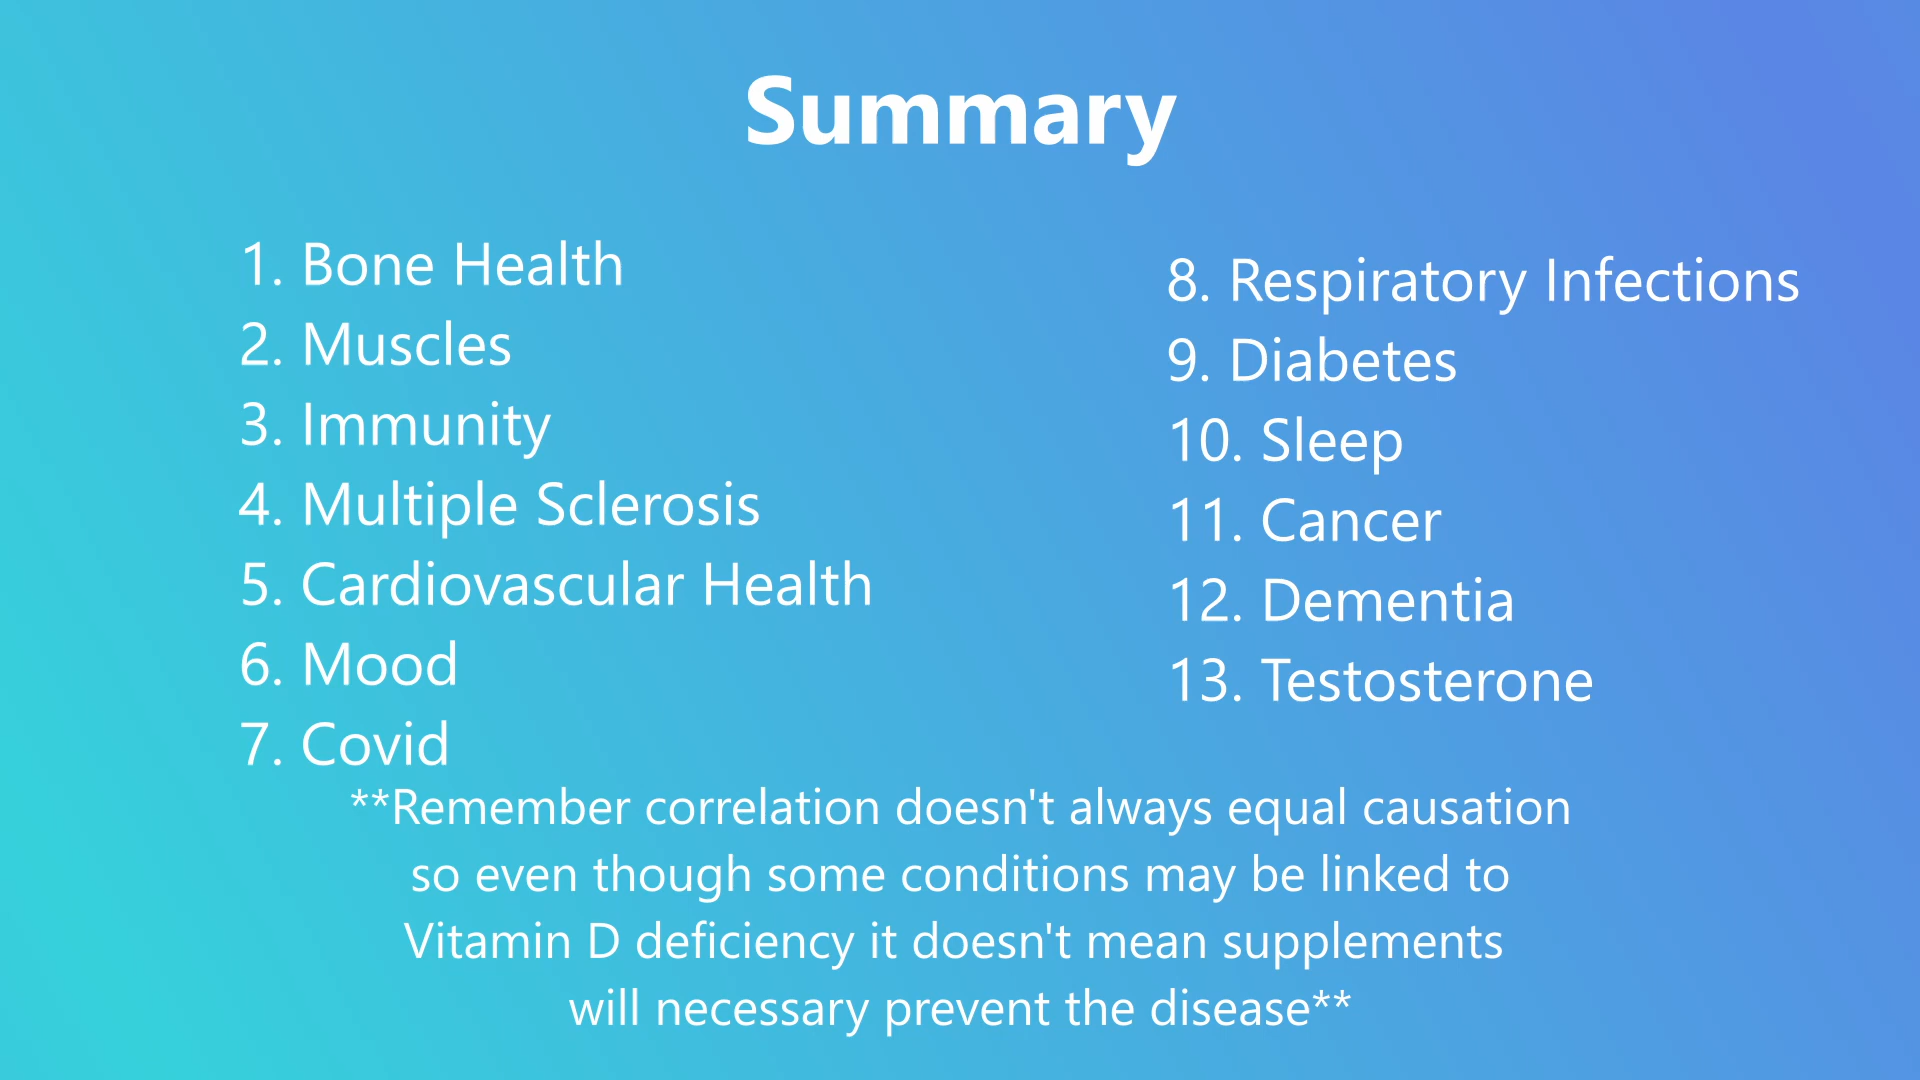 Summary
1. Bone Health
2. Muscles
3. Immunity
4. Multiple Sclerosis
5. Cardiovascular Health
6. Mood
7. Covid
8. Respiratory Infections
9. Diabetes
10. Sleep
11. Cancer
12. Dementia
13. Testosterone
**Remember correlation doesn't always equal causation
so even though some conditions may be linked to
Vitamin D deficiency it doesn't mean supplements
will necessary prevent the disease**